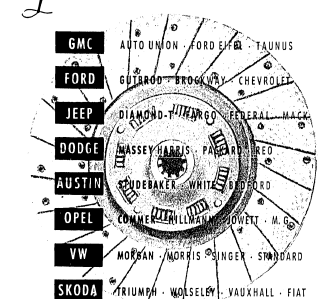 GMC AUTO UNION · FORD EIFEL · TAUNUS
FORD GUTBROD · BROCKWAY · CHEVROLET
JEEP DIAMOND-T · FARGO · FEDERAL · MACK
DODGE MASSEY HARRIS · PACKARD · REO
AUSTIN STUDEBAKER · WHITE · BEDFORD
OPEL COMMER · HILLMANN · JOWETT · M.G.
VW MORGAN · MORRIS · SINGER · STANDARD
SKODA TRIUMPH · WOLSELEY · VAUXHALL · FIAT